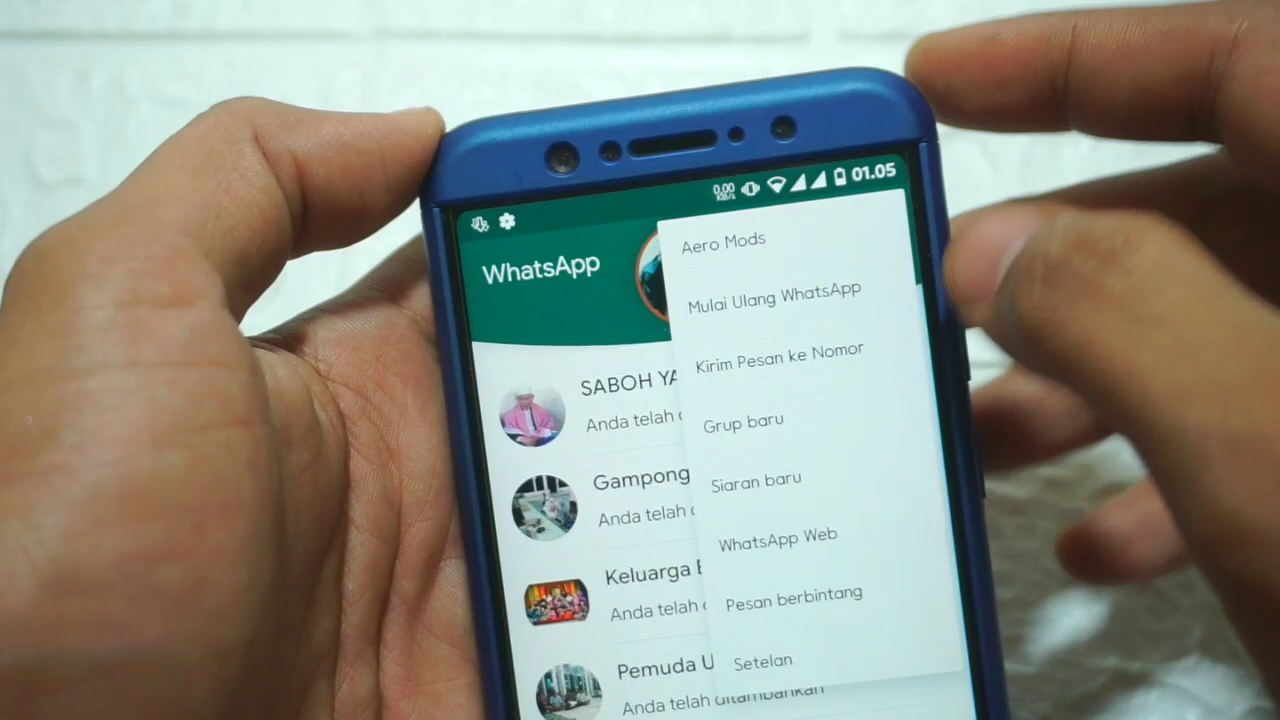 0.00
KB/s
01.05
WhatsApp
Aero Mods
Mulai Ulang WhatsApp
Kirim Pesan ke Nomor
Grup baru
Siaran baru
WhatsApp Web
Pesan berbintang
Setelan
SABOH YA
Anda telah
Gampong
Anda telah
Keluarga
Anda telah
Pemuda U
Anda telah ditambahkan